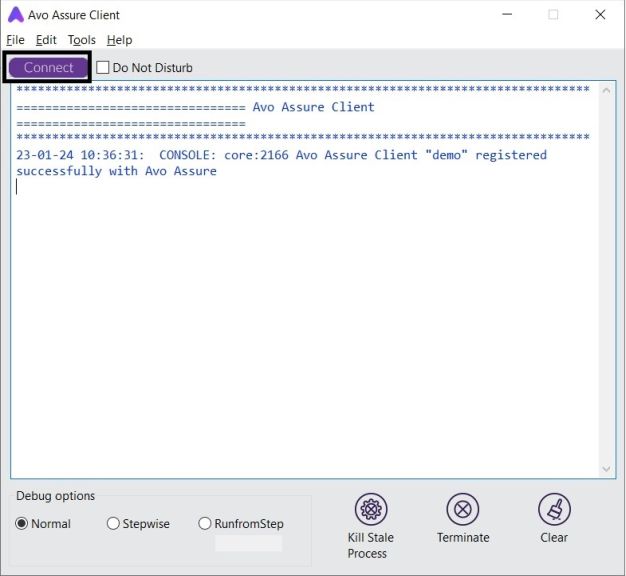 Avo Assure Client
File Edit Tools Help
Connect Do Not Disturb
********************************************************************************
================================ Avo Assure Client
================================
********************************************************************************
23-01-24 10:36:31:  CONSOLE: core:2166 Avo Assure Client "demo" registered
successfully with Avo Assure
Debug options
Normal Stepwise RunfromStep
Kill Stale
Process
Terminate
Clear